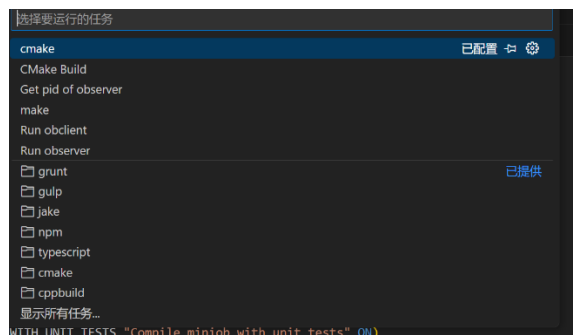 选择要运行的任务
cmake 已配置
CMake Build
Get pid of observer
make
Run obclient
Run observer
grunt 已提供
gulp
jake
npm
typescript
cmake
cppbuild
显示所有任务...
WITH_UNIT_TESTS "Compile miniob with unit tests" ON)